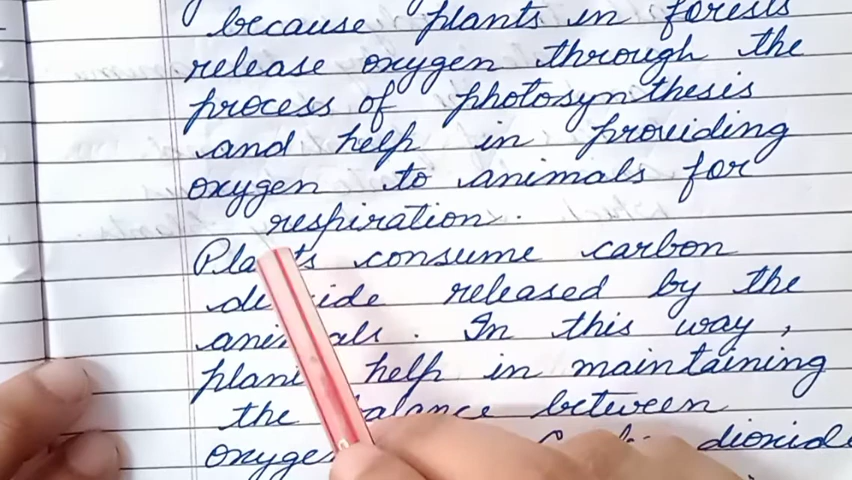 because plants in forests
release oxygen through the
process of photosynthesis
and help in providing
oxygen to animals for
respiration.
Plants consume carbon
released by the
animals. In this way,
help in maintaining
the balance between
dioxide